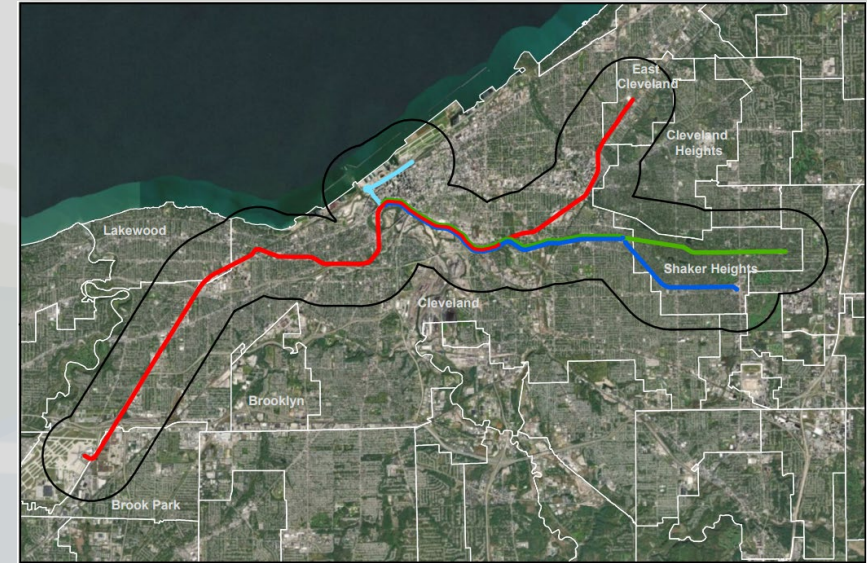 East
Cleveland
Cleveland
Heights
Lakewood
Shaker Heights
Cleveland
Brooklyn
Brook Park